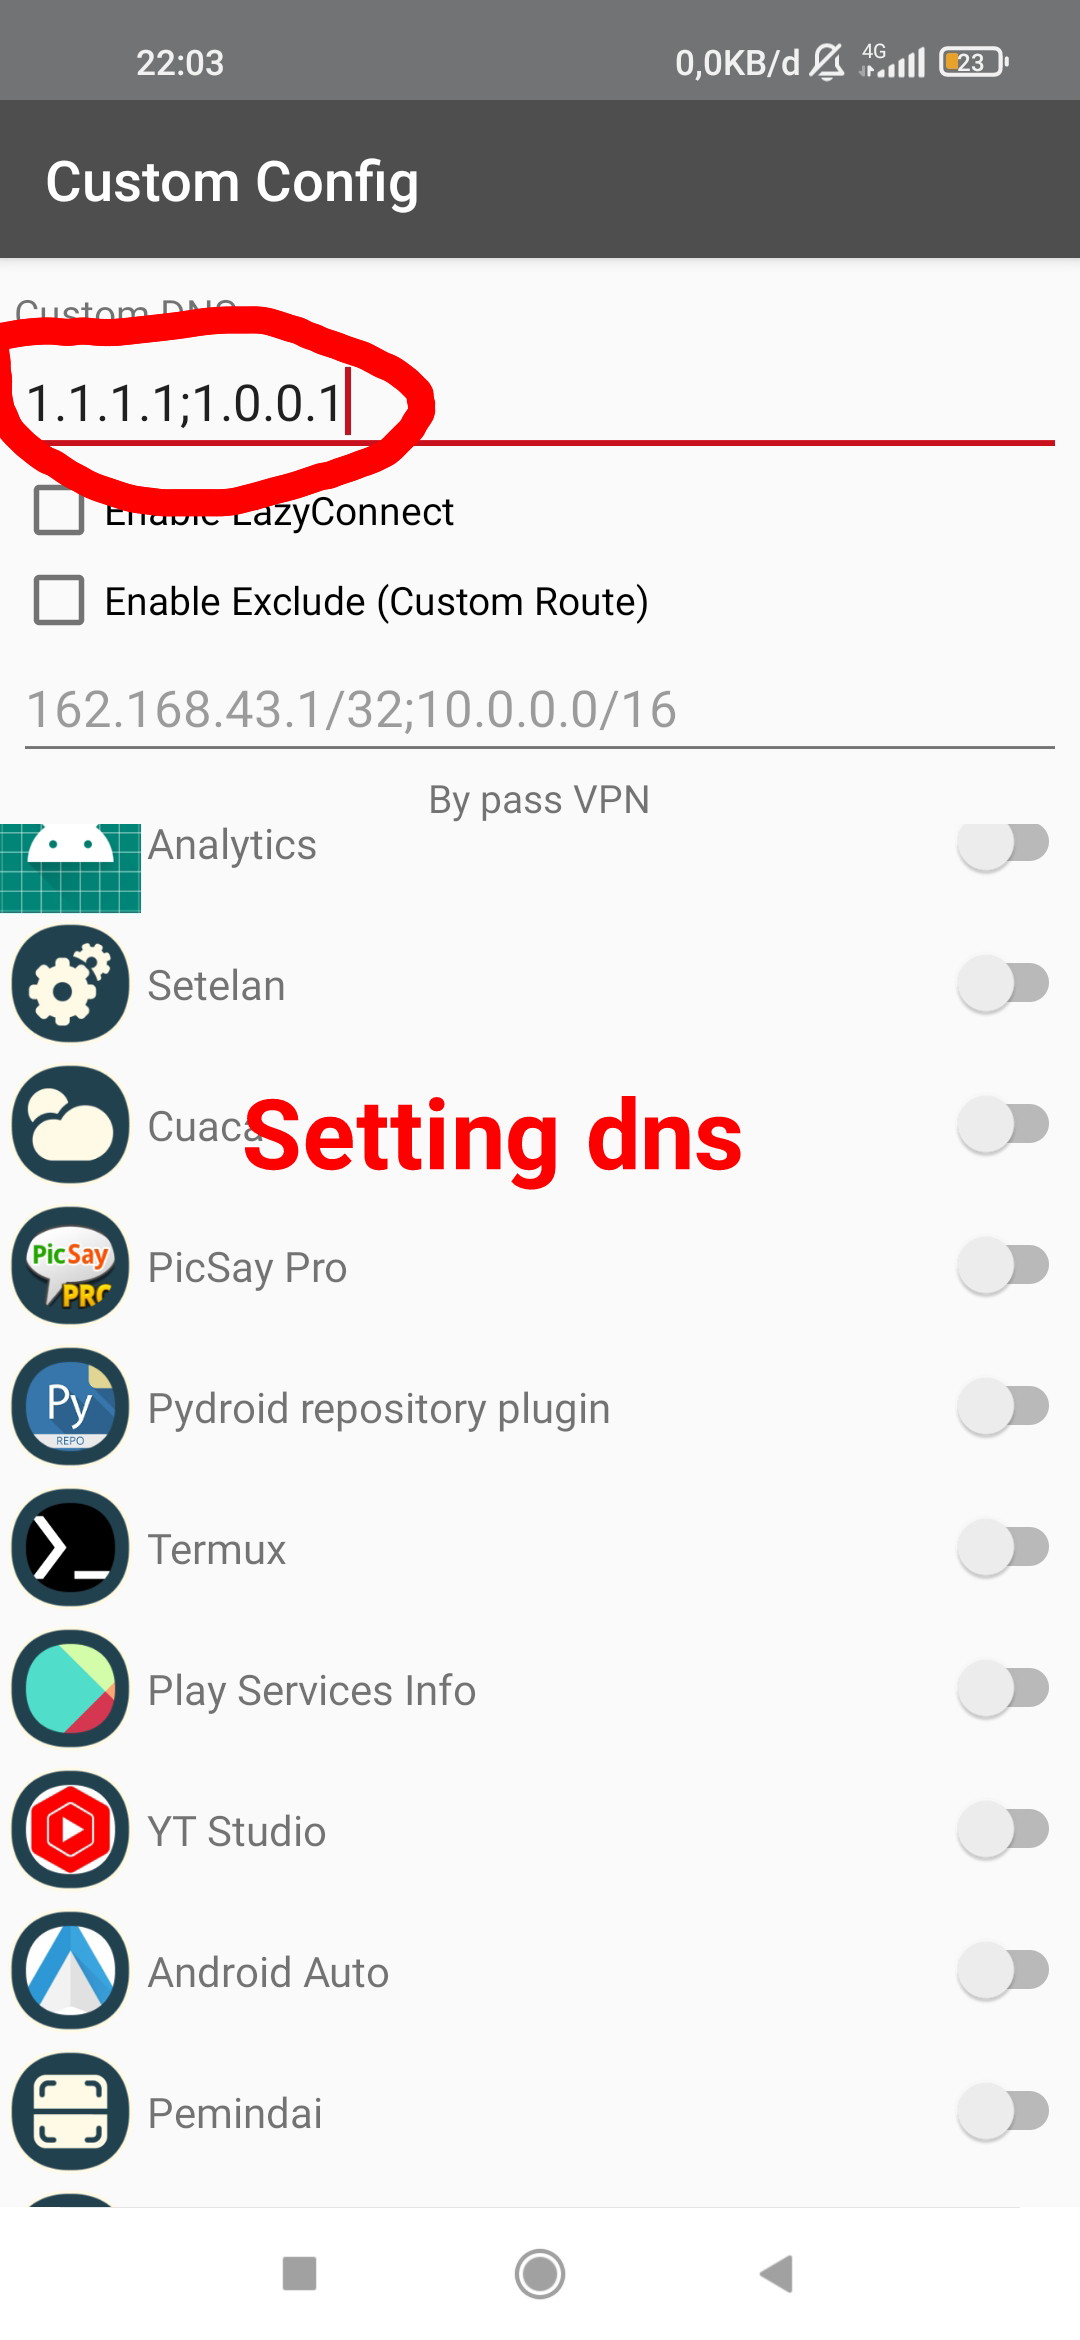 22:03
0,0KB/d 4G 23
Custom Config
Custom DNS
1.1.1.1;1.0.0.1
Enable LazyConnect
Enable Exclude (Custom Route)
162.168.43.1/32;10.0.0.0/16
By pass VPN
Analytics
Setelan
Cuaca
Setting dns
PicSay PRO
PicSay Pro
Py
REPO
Pydroid repository plugin
Termux
Play Services Info
YT Studio
Android Auto
Pemindai